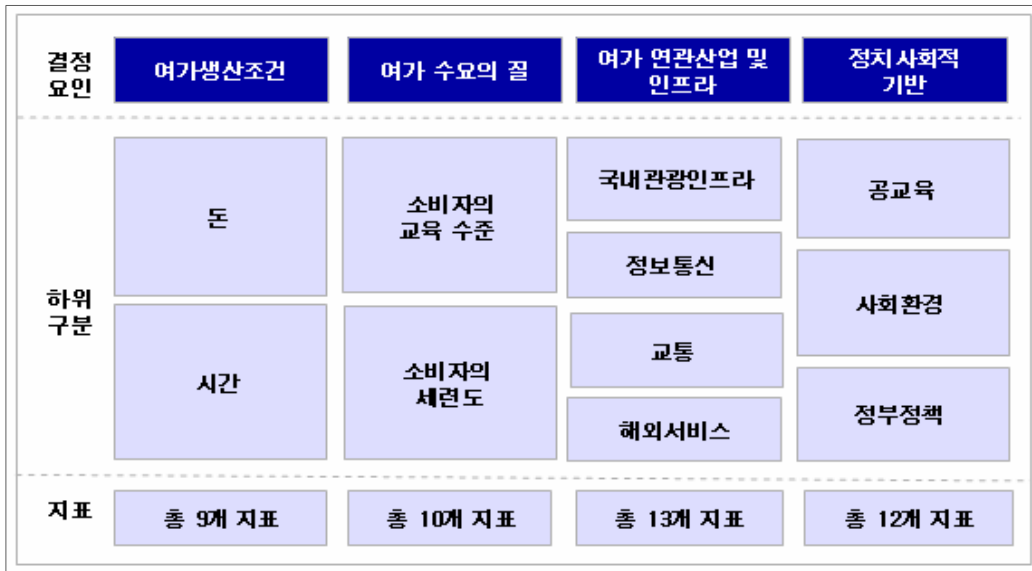 결정
요인
여가생산조건
여가 수요의 질
여가 연관산업 및
인프라
정치사회적
기반
하위
구분
돈
시간
소비자의
교육 수준
소비자의
세련도
국내관광인프라
정보통신
교통
해외서비스
공교육
사회환경
정부정책
지표
총 9개 지표
총 10개 지표
총 13개 지표
총 12개 지표